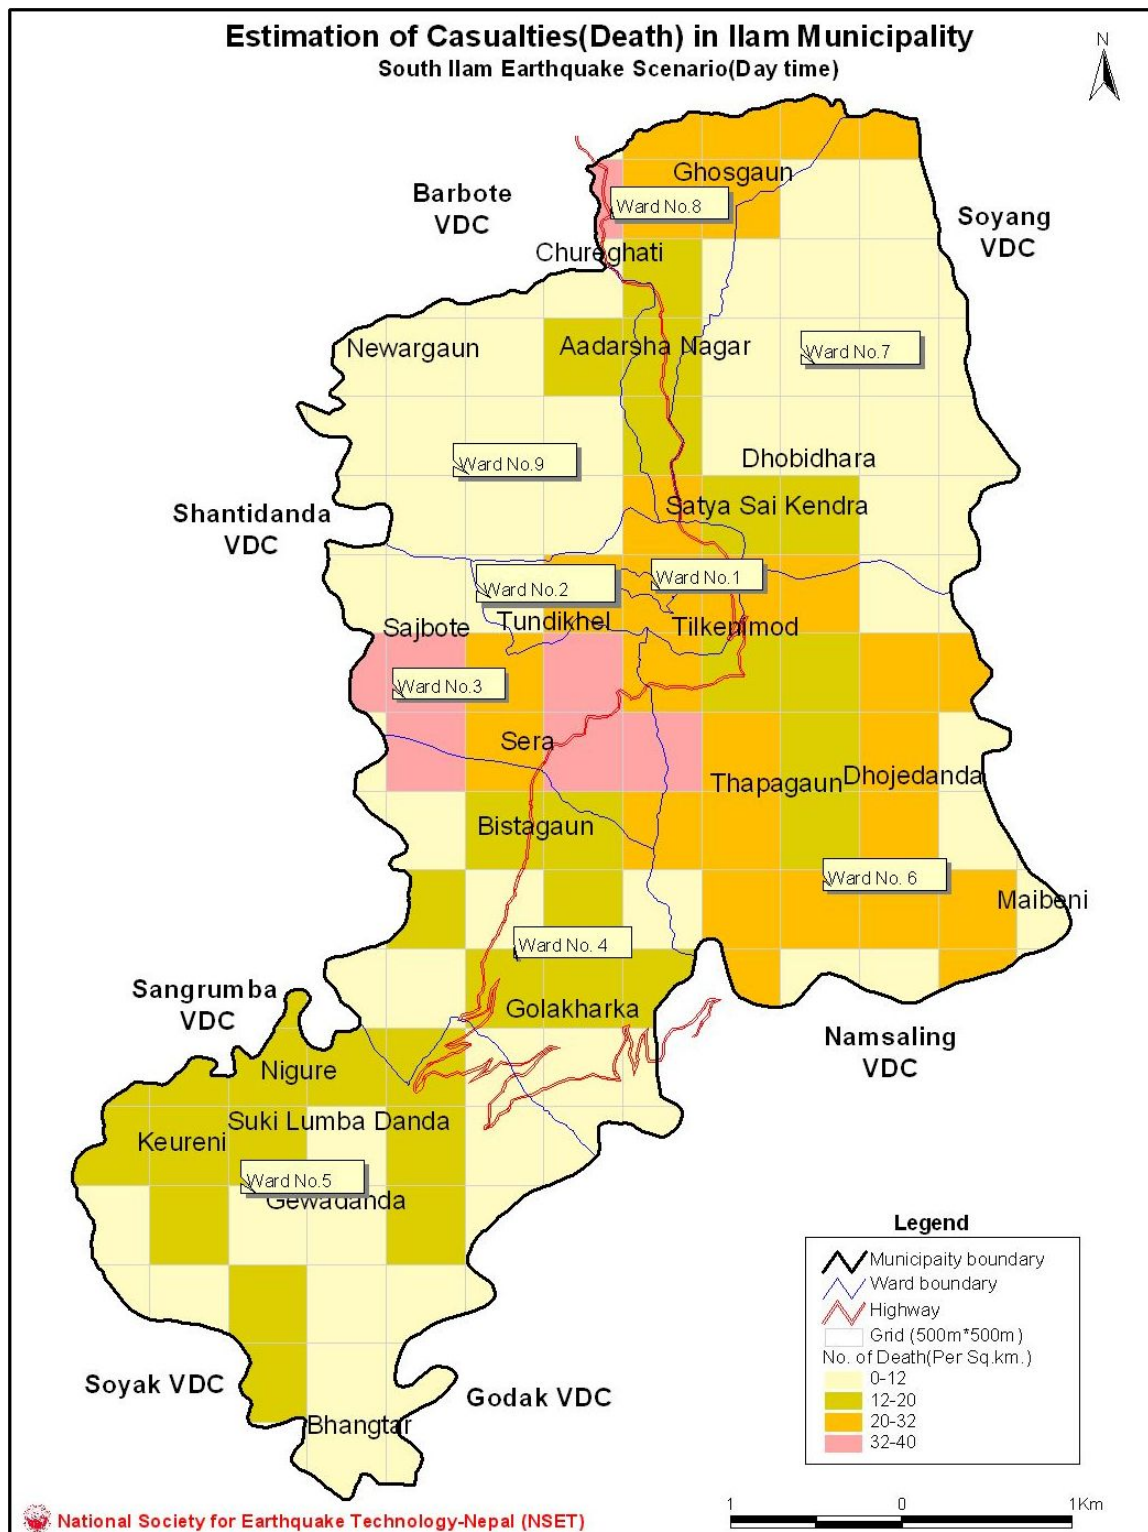 Estimation of Casualties(Death) in Ilam Municipality
South Ilam Earthquake Scenario(Day time)
N
Ghosgaun
Barbote
VDC
Ward No.8
Soyang
VDC
Chureghati
Newargaun
Aadarsha Nagar
Ward No.7
Ward No.9
Dhobidhara
Shantidanda
VDC
Satya Sai Kendra
Ward No.2
Ward No.1
Sajbote
Tundikhel
Tilkenimod
Ward No.3
Sera
Thapagaun
Dhojedanda
Bistagaun
Ward No. 6
Maibeni
Ward No. 4
Sangrumba
VDC
Golakharka
Namsaling
VDC
Nigure
Suki Lumba Danda
Keureni
Ward No.5
Gewadanda
Legend
Municipaity boundary
Ward boundary
Highway
Grid (500m*500m)
No. of Death(Per Sq.km.)
0-12
12-20
20-32
32-40
Soyak VDC
Godak VDC
Bhangtar
1 0 1Km
National Society for Earthquake Technology-Nepal (NSET)